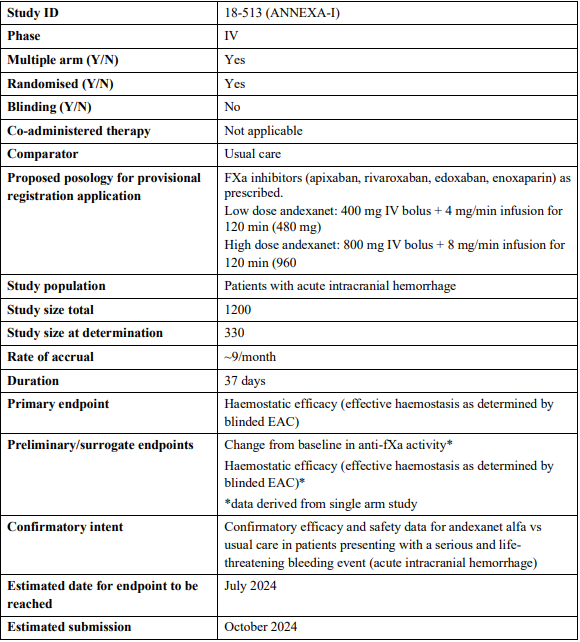 Study ID 18-513 (ANNEXA-I)
Phase IV
Multiple arm (Y/N) Yes
Randomised (Y/N) Yes
Blinding (Y/N) No
Co-administered therapy Not applicable
Comparator Usual care
Proposed posology for provisional
registration application
FXa inhibitors (apixaban, rivaroxaban, edoxaban, enoxaparin) as
prescribed.
Low dose andexanet: 400 mg IV bolus + 4 mg/min infusion for
120 min (480 mg)
High dose andexanet: 800 mg IV bolus + 8 mg/min infusion for
120 min (960
Study population Patients with acute intracranial hemorrhage
Study size total 1200
Study size at determination 330
Rate of accrual ~9/month
Duration 37 days
Primary endpoint Haemostatic efficacy (effective haemostasis as determined by
blinded EAC)
Preliminary/surrogate endpoints Change from baseline in anti-fXa activity*
Haemostatic efficacy (effective haemostasis as determined by
blinded EAC)*
*data derived from single arm study
Confirmatory intent Confirmatory efficacy and safety data for andexanet alfa vs
usual care in patients presenting with a serious and life-
threatening bleeding event (acute intracranial hemorrhage)
Estimated date for endpoint to be
reached
July 2024
Estimated submission October 2024